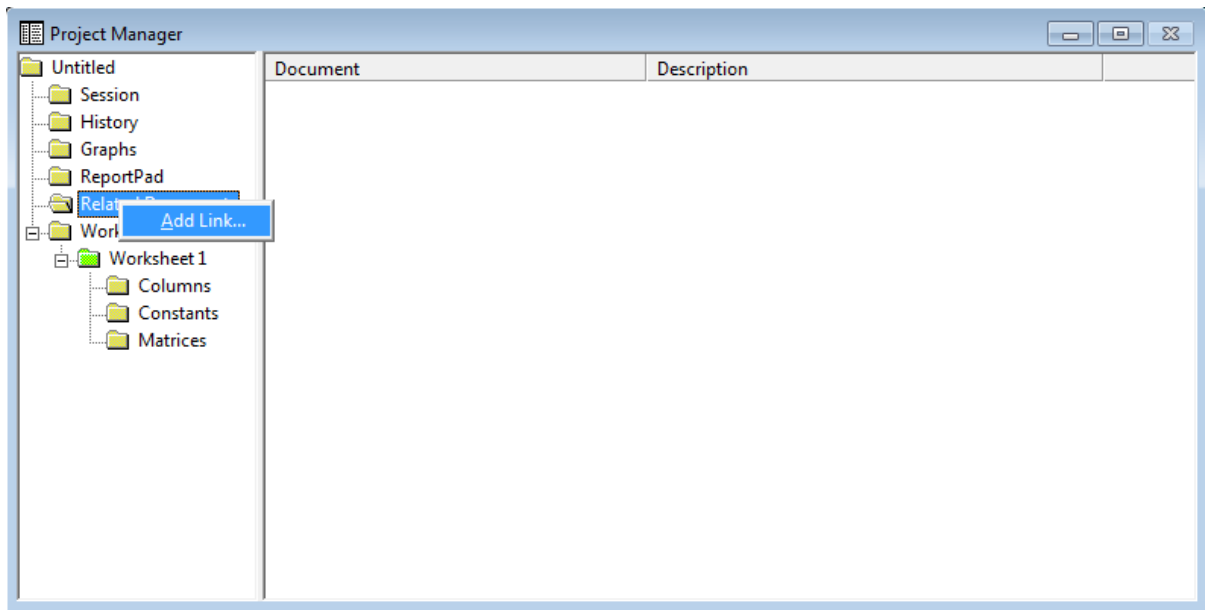 Project Manager
Untitled
Document Description
Session
History
Graphs
ReportPad
Add Link...
Worksheet 1
Columns
Constants
Matrices